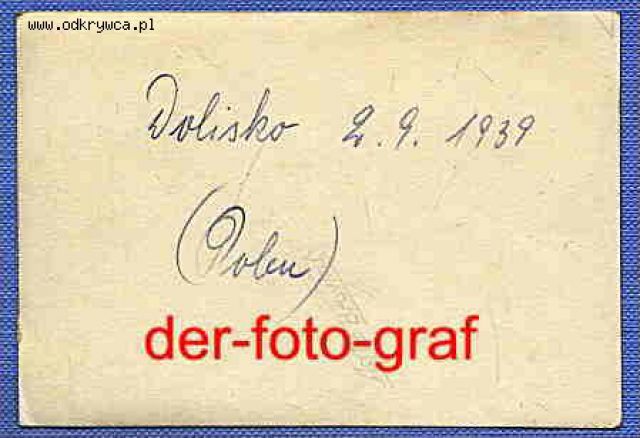 www.odkrywca.pl
Dolisko 2.9.1939
(Polen)
der-foto-graf